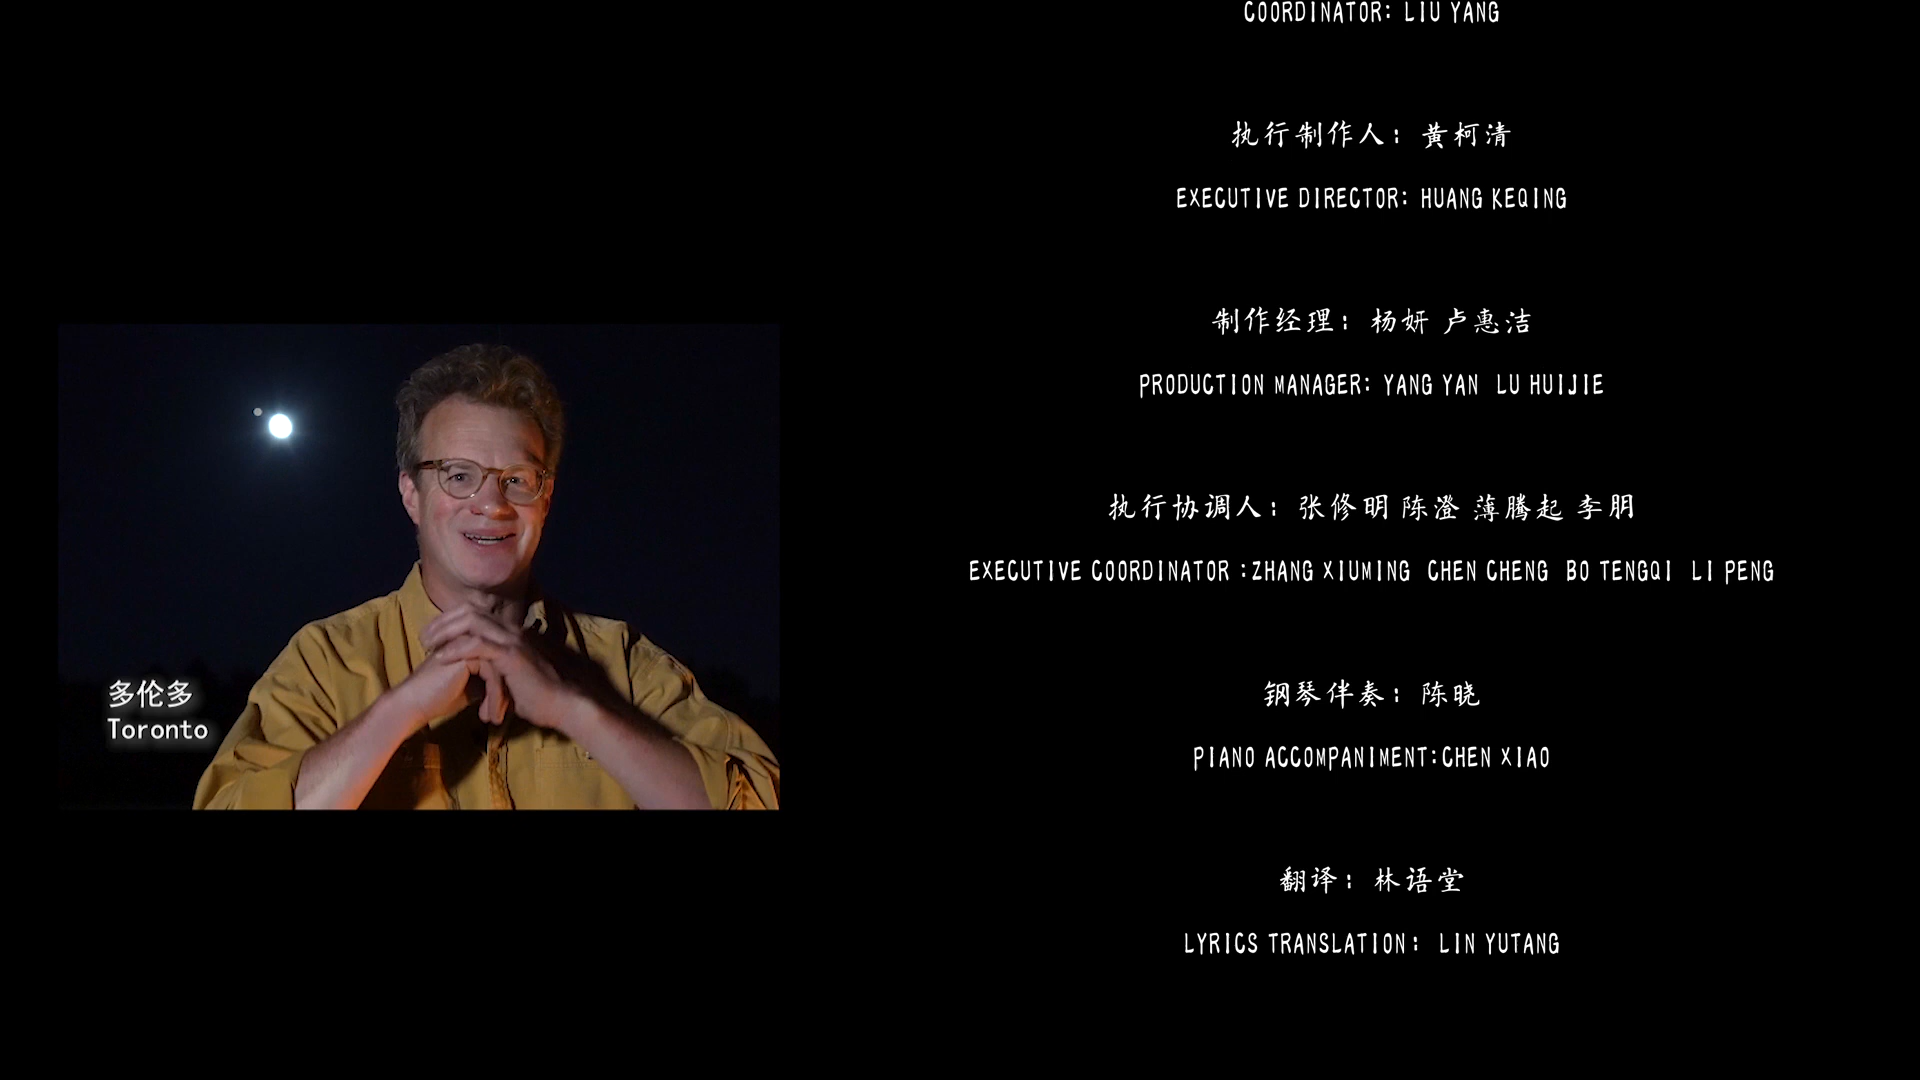 COORDINATOR: LIU YANG
执行制作人: 黄柯清
EXECUTIVE DIRECTOR: HUANG KEQING
制作经理: 杨妍 卢惠洁
PRODUCTION MANAGER: YANG YAN  LU HUIJIE
执行协调人: 张修明 陈澄 薄腾起 李朋
EXECUTIVE COORDINATOR :ZHANG XIUMING  CHEN CHENG  BO TENGQI  LI PENG
钢琴伴奏: 陈晓
PIANO ACCOMPANIMENT:CHEN XIAO
翻译: 林语堂
LYRICS TRANSLATION: LIN YUTANG
多伦多
Toronto